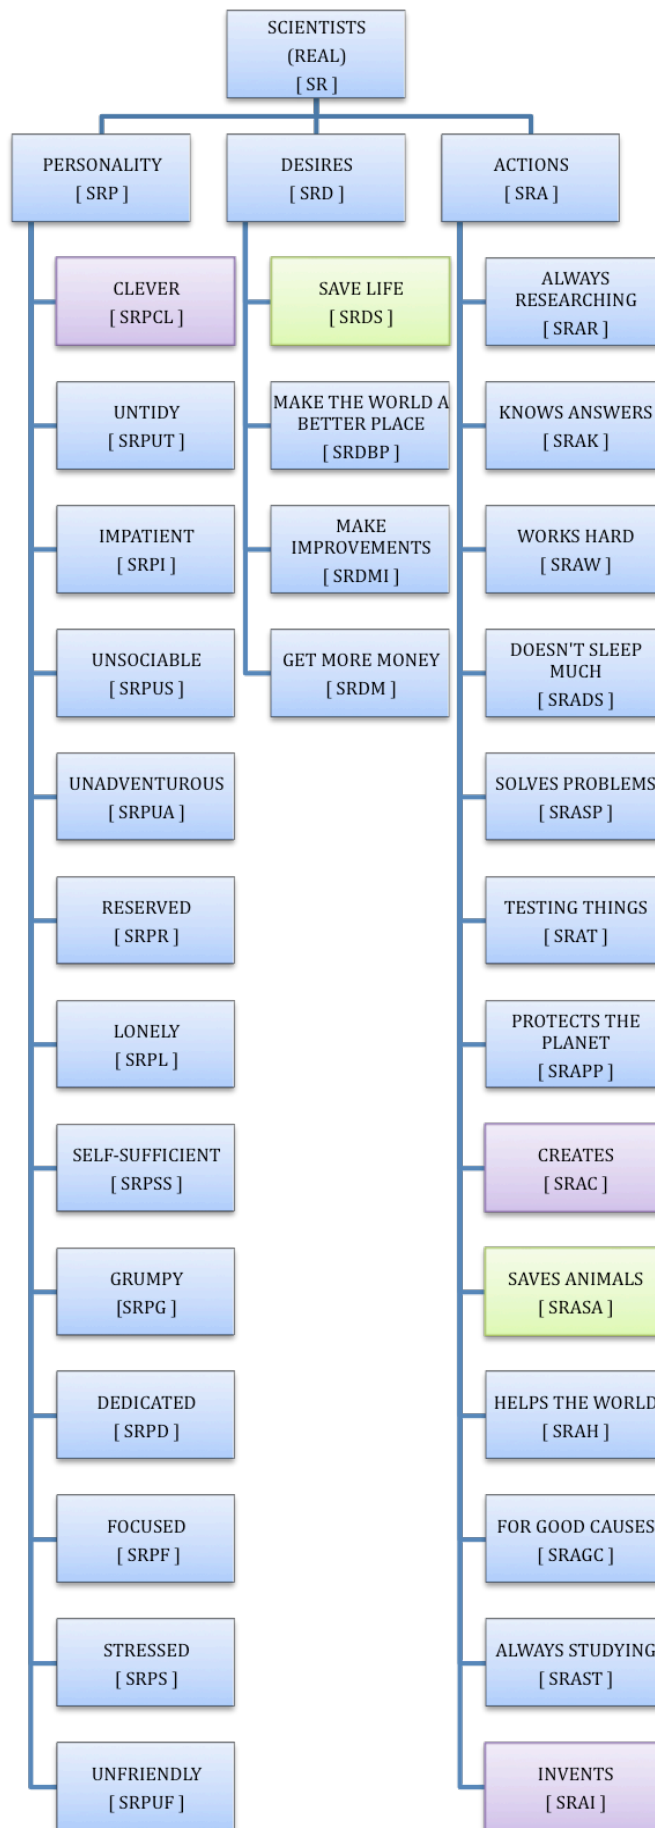 SCIENTISTS
(REAL)
[ SR ]
PERSONALITY
[ SRP ]
DESIRES
[ SRD ]
ACTIONS
[ SRA ]
CLEVER
[ SRPCL ]
UNTIDY
[ SRPUT ]
IMPATIENT
[ SRPI ]
UNSOCIABLE
[ SRPUS ]
UNADVENTUROUS
[ SRPUA ]
RESERVED
[ SRPR ]
LONELY
[ SRPL ]
SELF-SUFFICIENT
[ SRPSS ]
GRUMPY
[SRPG ]
DEDICATED
[ SRPD ]
FOCUSED
[ SRPF ]
STRESSED
[ SRPS ]
UNFRIENDLY
[ SRPUF ]
SAVE LIFE
[ SRDS ]
MAKE THE WORLD A
BETTER PLACE
[ SRDBP ]
MAKE
IMPROVEMENTS
[ SRDMI ]
GET MORE MONEY
[ SRDM ]
ALWAYS
RESEARCHING
[ SRAR ]
KNOWS ANSWERS
[ SRAK ]
WORKS HARD
[ SRAW ]
DOESN'T SLEEP
MUCH
[ SRADS ]
SOLVES PROBLEMS
[ SRASP ]
TESTING THINGS
[ SRAT ]
PROTECTS THE
PLANET
[ SRAPP ]
CREATES
[ SRAC ]
SAVES ANIMALS
[ SRASA ]
HELPS THE WORLD
[ SRAH ]
FOR GOOD CAUSES
[ SRAGC ]
ALWAYS STUDYING
[ SRAST ]
INVENTS
[ SRAI ]